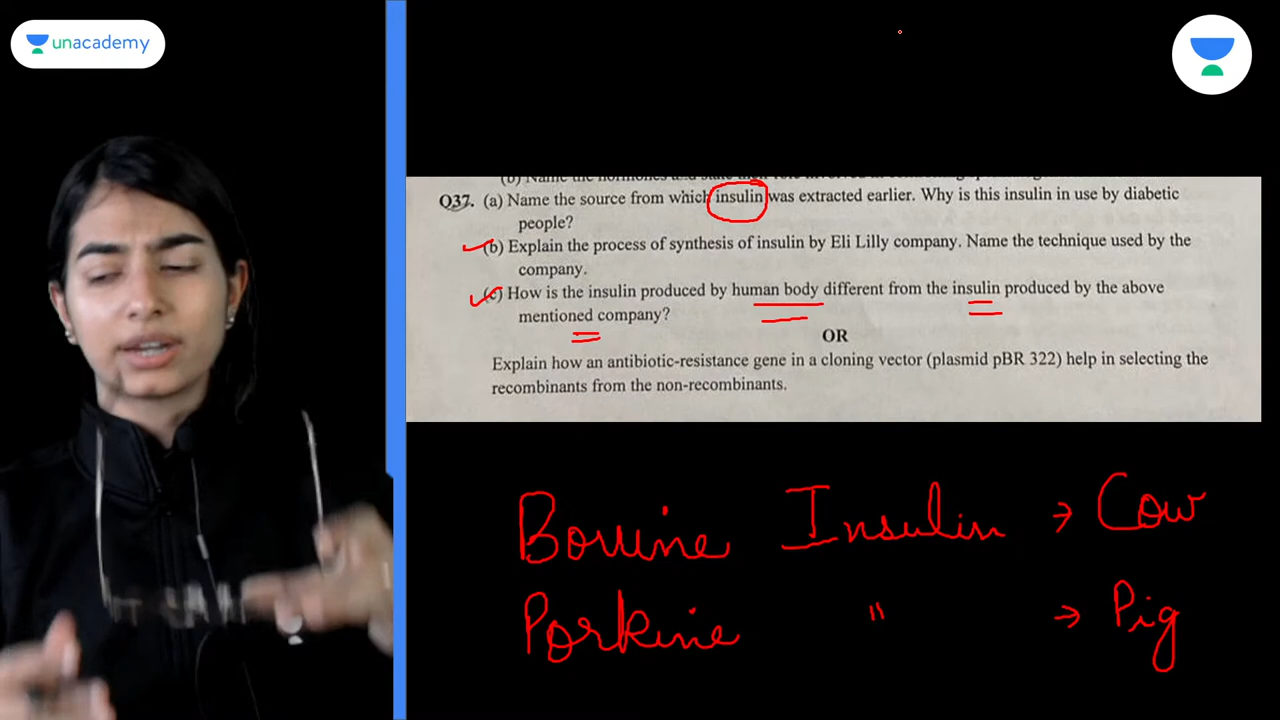 unacademy
Q37. (a) Name the source from which insulin was extracted earlier. Why is this insulin in use by diabetic
people?
(b) Explain the process of synthesis of insulin by Eli Lilly company. Name the technique used by the
company.
(c) How is the insulin produced by human body different from the insulin produced by the above
mentioned company?
OR
Explain how an antibiotic-resistance gene in a cloning vector (plasmid pBR 322) help in selecting the
recombinants from the non-recombinants.
Bovine Insulin → Cow
Porkine " → Pig